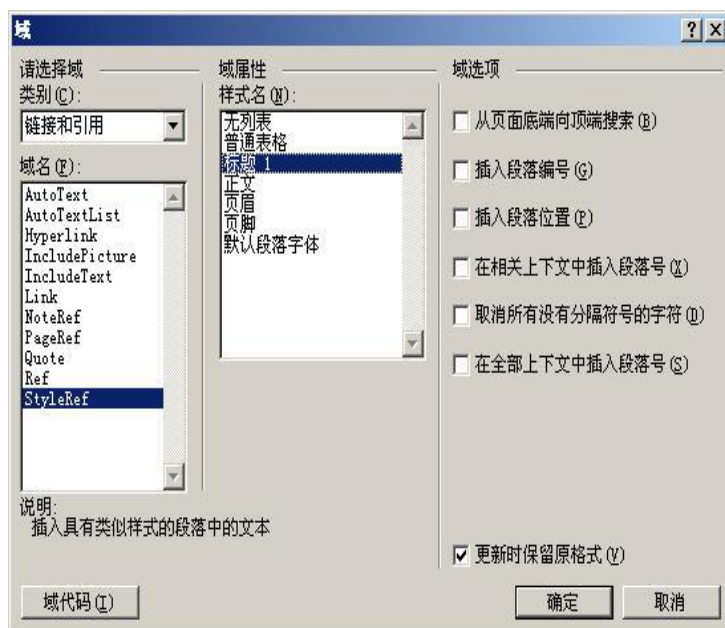 域
请选择域
类别(C):
链接和引用
域名(F):
AutoText
AutoTextList
Hyperlink
IncludePicture
IncludeText
Link
NoteRef
PageRef
Quote
Ref
StyleRef
域属性
样式名(N):
无列表
普通表格
标题 1
正文
页眉
页脚
默认段落字体
域选项
从页面底端向顶端搜索(B)
插入段落编号(G)
插入段落位置(P)
在相关上下文中插入段落号(X)
取消所有没有分隔符号的字符(D)
在全部上下文中插入段落号(S)
说明:
插入具有类似样式的段落中的文本
更新时保留原格式(V)
域代码(I)
确定
取消